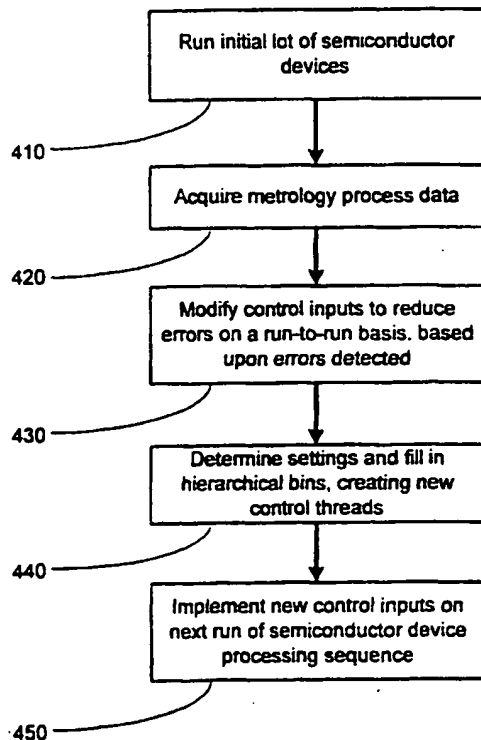 Run initial lot of semiconductor
devices
410
Acquire metrology process data
420
Modify control inputs to reduce
errors on a run-to-run basis, based
upon errors detected
430
Determine settings and fill in
hierarchical bins, creating new
control threads
440
Implement new control inputs on
next run of semiconductor device
processing sequence
450